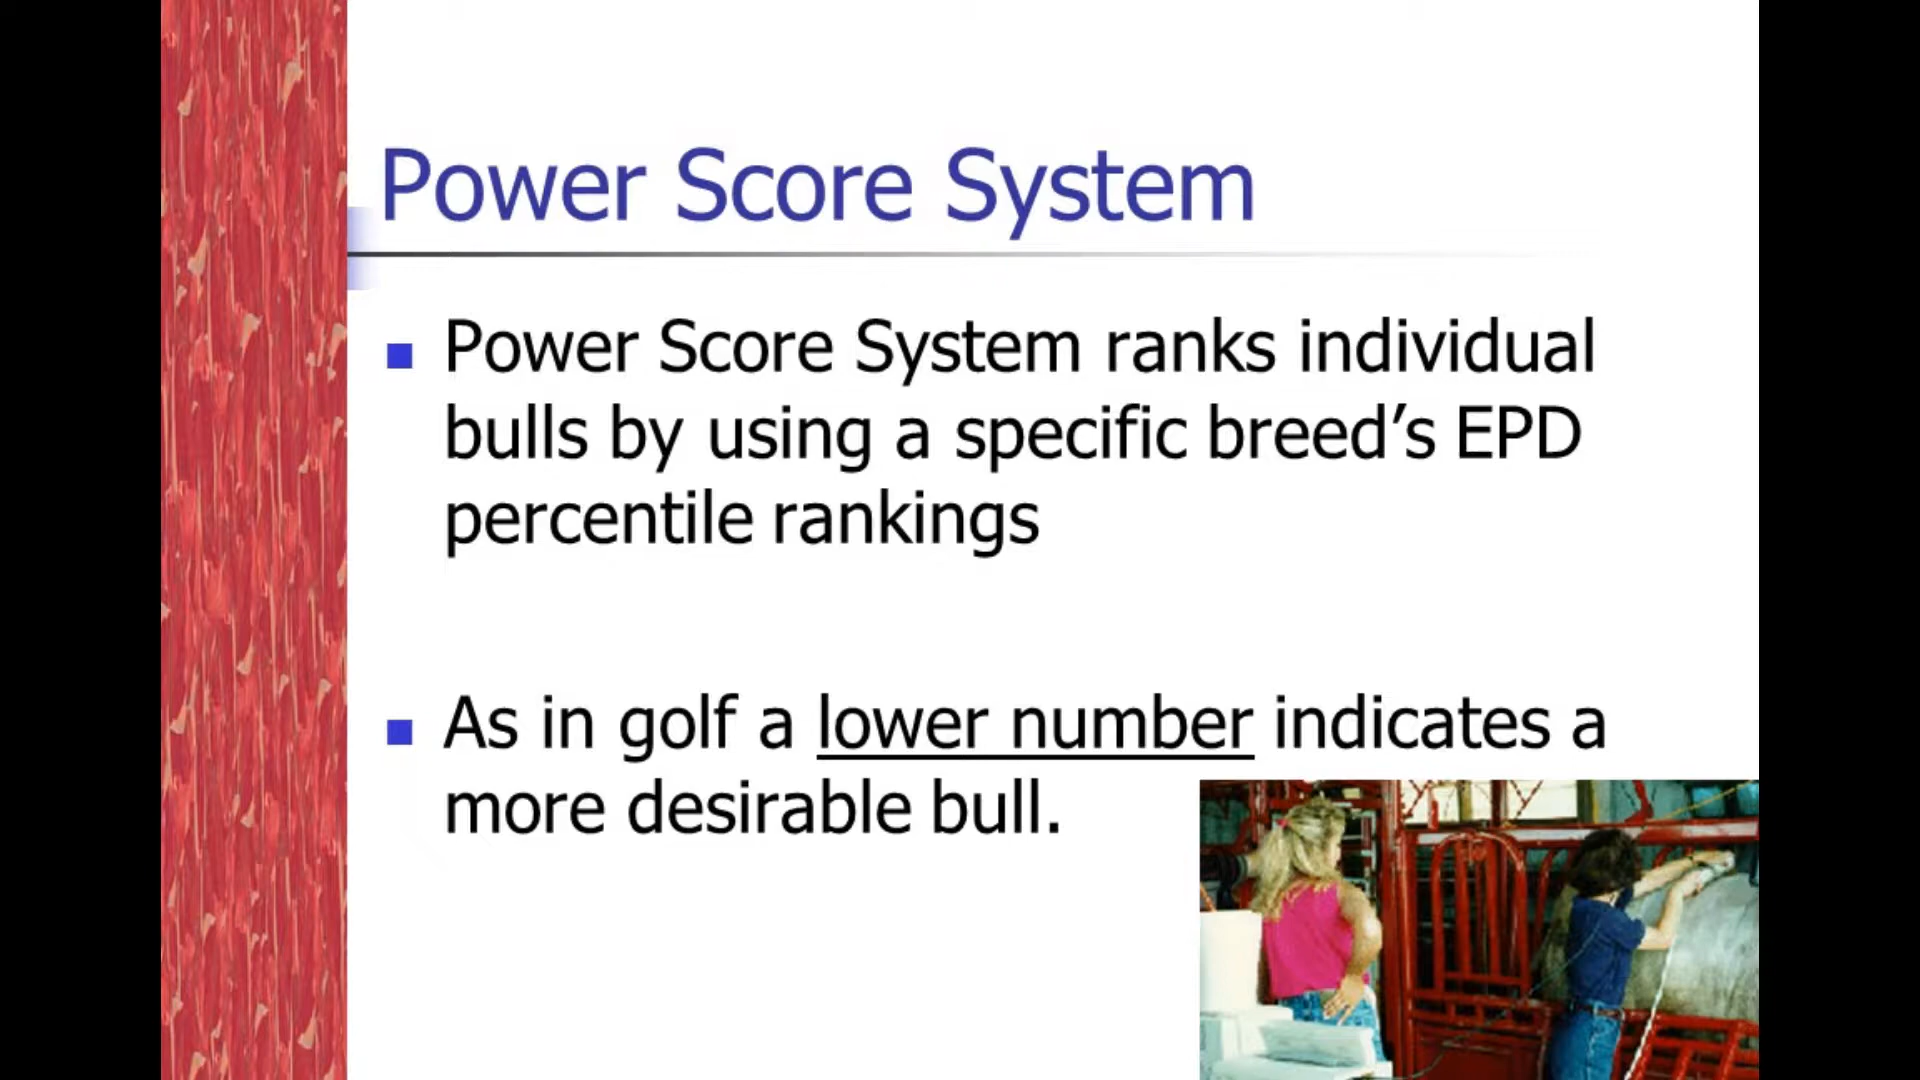 Power Score System
Power Score System ranks individual
bulls by using a specific breed’s EPD
percentile rankings
As in golf a lower number indicates a
more desirable bull.